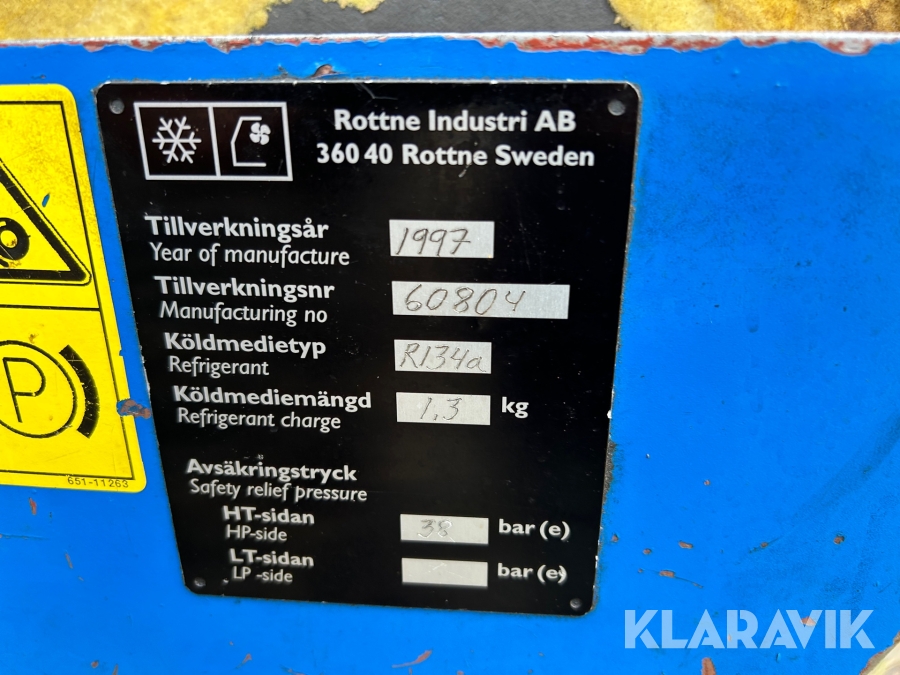 Rottne Industri AB
360 40 Rottne Sweden
Tillverkningsår
Year of manufacture
1997
Tillverkningsnr
Manufacturing no
60804
Köldmedietyp
Refrigerant
R134a
Köldmediemängd
Refrigerant charge
1,3 kg
Avsäkringstryck
Safety relief pressure
HT-sidan
HP-side
38 bar (e)
LT-sidan
LP -side
bar (e)
P
651-11263
KLARAVIK